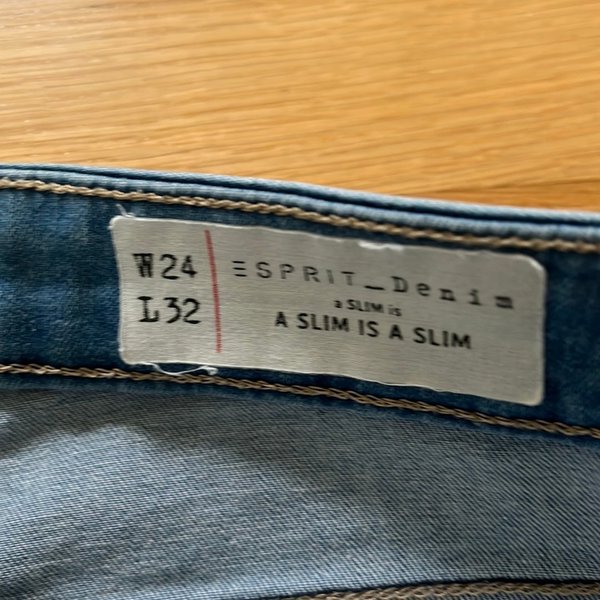 W24
L32
ESPRIT_Denim
a SLIM is
A SLIM IS A SLIM